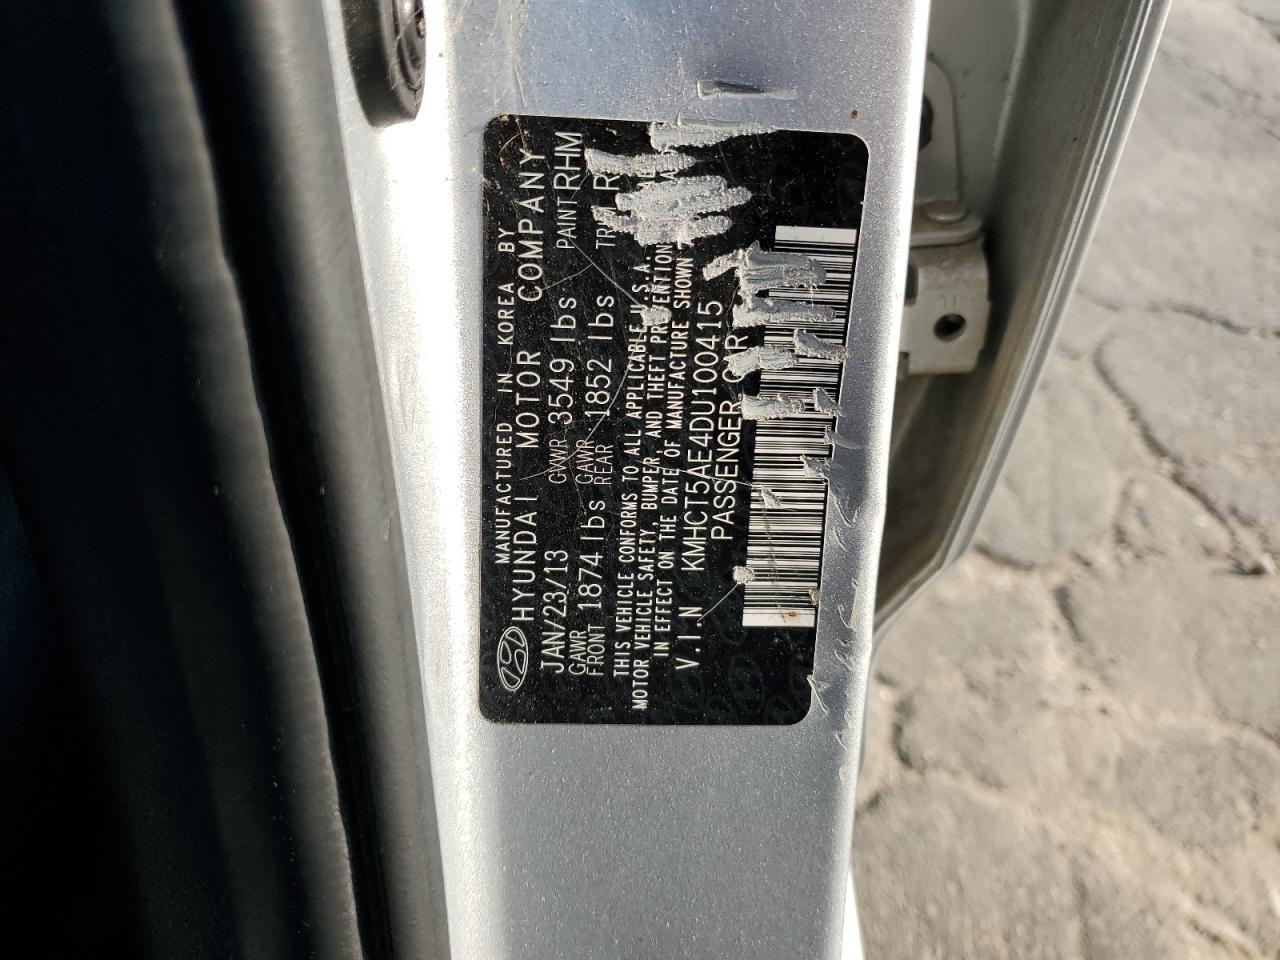 MANUFACTURED IN KOREA BY
HYUNDAI MOTOR COMPANY
JAN/23/13 GVWR 3549 lbs PAINT RHM
GAWR FRONT 1874 lbs GAWR REAR 1852 lbs
THIS VEHICLE CONFORMS TO ALL APPLICABLE U.S.A.
MOTOR VEHICLE SAFETY, BUMPER, AND THEFT PREVENTION
IN EFFECT ON THE DATE OF MANUFACTURE SHOWN
V.I.N KMHCT5AE4DU100415
PASSENGER CAR